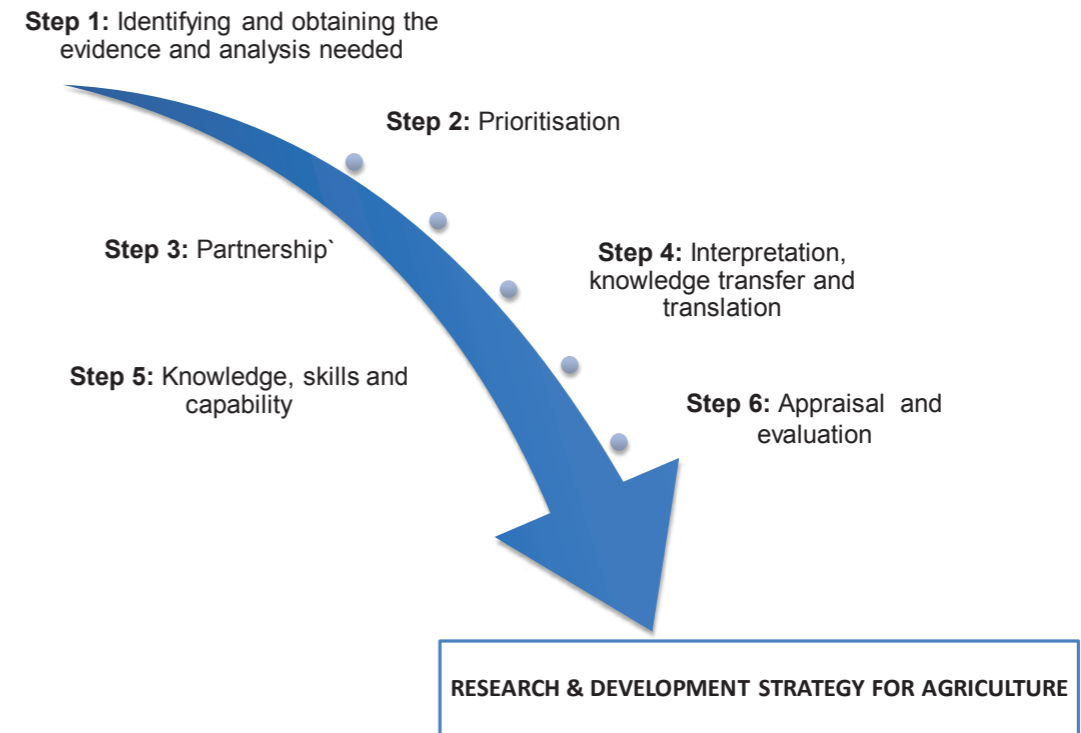 Step 1: Identifying and obtaining the
evidence and analysis needed
Step 2: Prioritisation
Step 3: Partnership`
Step 4: Interpretation,
knowledge transfer and
translation
Step 5: Knowledge, skills and
capability
Step 6: Appraisal and
evaluation
RESEARCH & DEVELOPMENT STRATEGY FOR AGRICULTURE